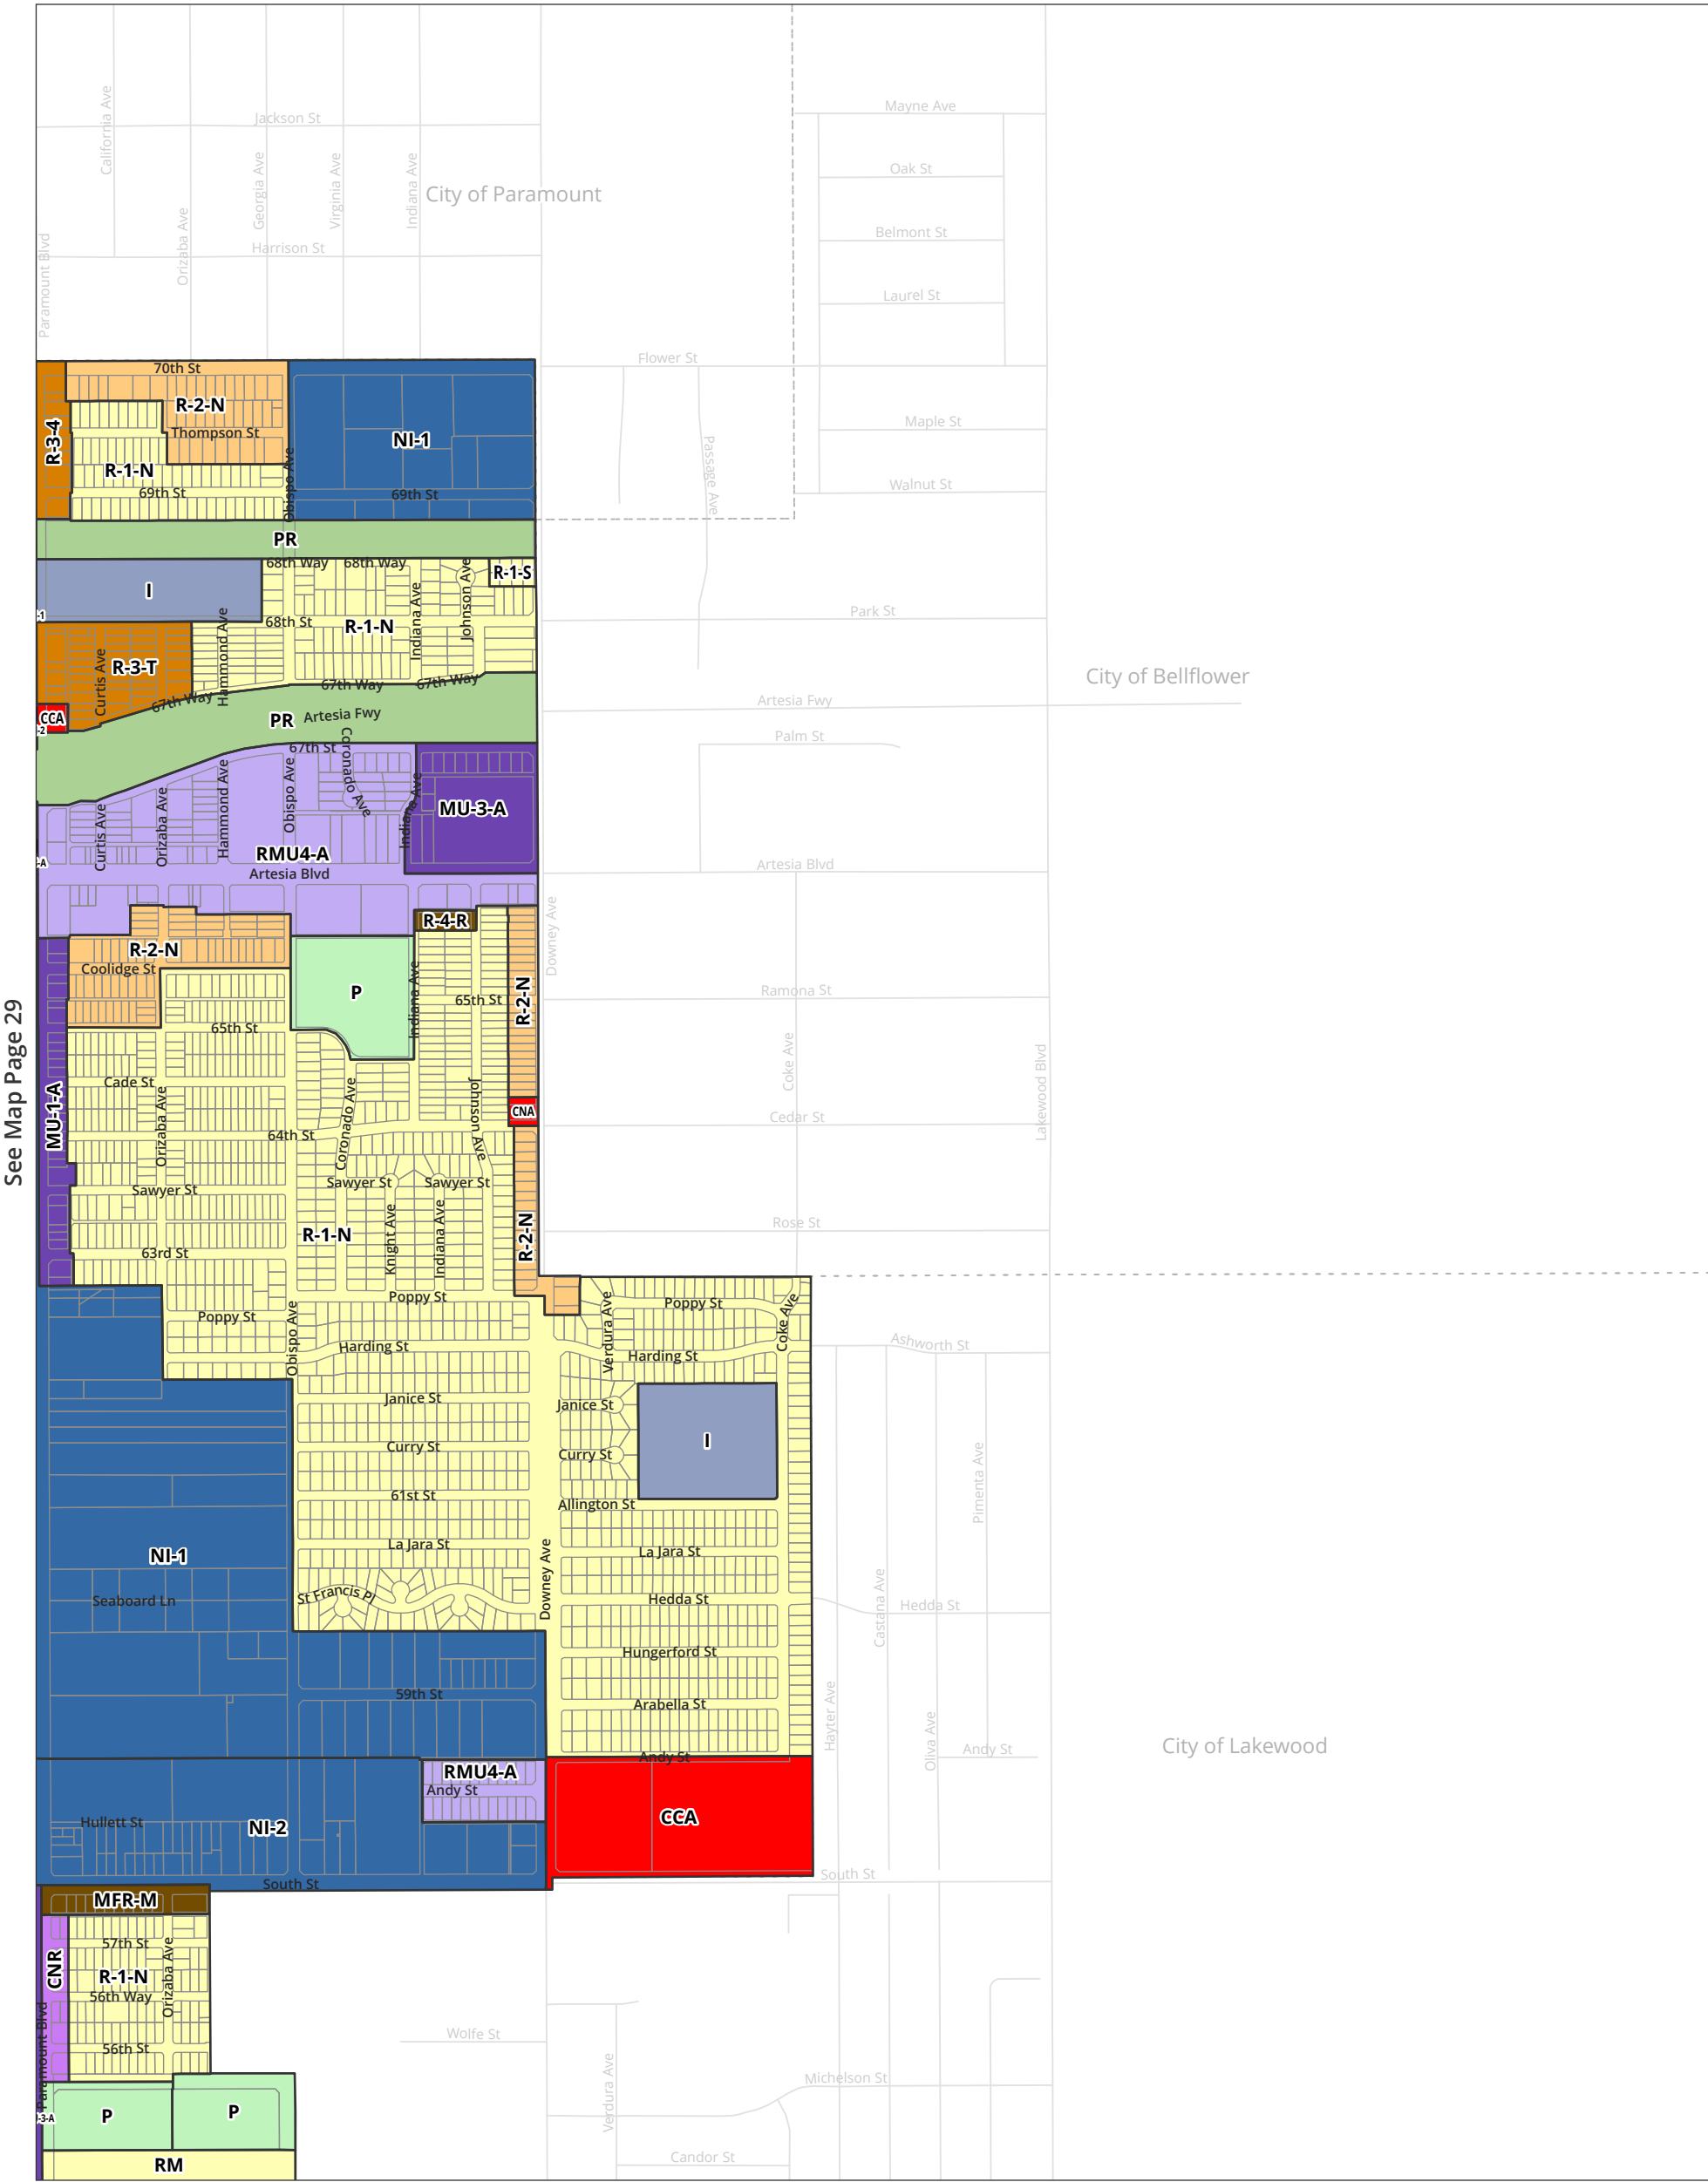 Mayne Ave
Jackson St
California Ave
Georgia Ave
Virginia Ave
Indiana Ave
Oak St
City of Paramount
Orizaba Ave
Belmont St
Harrison St
Paramount Blvd
Laurel St
Flower St
70th St
R-2-N
Maple St
Thompson St
R-3-4
NI-1
R-1-N
Passage Ave
Obispo Ave
Walnut St
69th St
69th St
PR
68th Way
68th Way
R-1-S
I
Johnson Ave
-1
Park St
68th St
R-1-N
Indiana Ave
Hammond Ave
R-3-T
Curtis Ave
City of Bellflower
67th Way
67th Way
67th Way
Artesia Fwy
CCA
-2
PR
Artesia Fwy
Palm St
67th St
Coronado Ave
Obispo Ave
Hammond Ave
Orizaba Ave
Curtis Ave
Indiana Ave
MU-3-A
RMU4-A
-A
Artesia Blvd
Artesia Blvd
R-4-R
Downey Ave
R-2-N
Coolidge St
P
Indiana Ave
65th St
R-2-N
Ramona St
65th St
See Map Page 29
Coke Ave
Lakewood Blvd
Cade St
MU-1-A
Orizaba Ave
Coronado Ave
Johnson Ave
CNA
Cedar St
64th St
Sawyer St
Sawyer St
Sawyer St
Rose St
R-1-N
Knight Ave
Indiana Ave
R-2-N
63rd St
Poppy St
Poppy St
Poppy St
Verdura Ave
Coke Ave
Obispo Ave
Harding St
Harding St
Ashworth St
Janice St
Janice St
I
Curry St
Curry St
Pimenta Ave
61st St
Allington St
La Jara St
La Jara St
NI-1
Seaboard Ln
St Francis Pl
Downey Ave
Hedda St
Hedda St
Castana Ave
Hungerford St
59th St
Arabella St
Hayter Ave
Oliva Ave
City of Lakewood
Andy St
Andy St
RMU4-A
Andy St
CCA
Hullett St
NI-2
South St
South St
MFR-M
57th St
CNR
R-1-N
Orizaba Ave
56th Way
Wolfe St
56th St
Paramount Blvd
Verdura Ave
Michelson St
P
P
-3-A
Candor St
RM